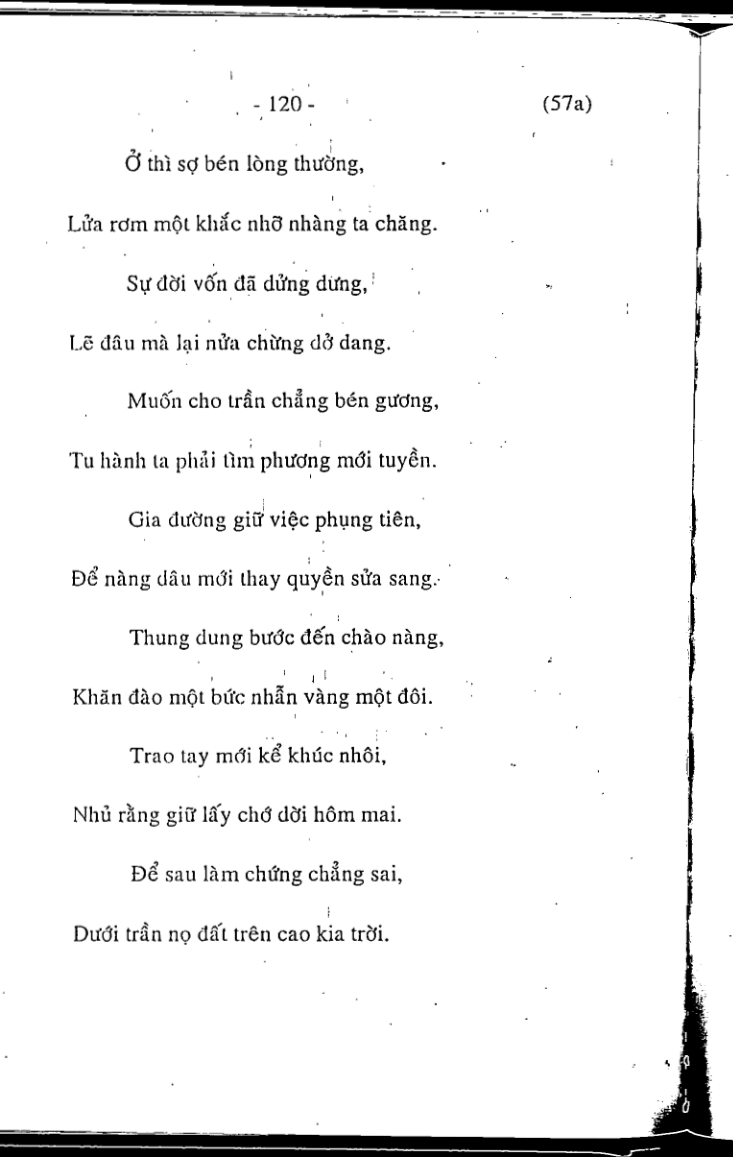 - 120 - (57a)
Ở thì sợ bén lòng thường,
Lửa rơm một khắc nhỡ nhàng ta chăng.
Sự đời vốn đã dửng dưng,
Lẽ đâu mà lại nửa chừng dở dang.
Muốn cho trần chẳng bén gương,
Tu hành ta phải tìm phương mới tuyền.
Gia đường giữ việc phụng tiên,
Để nàng dâu mới thay quyền sửa sang.
Thung dung bước đến chào nàng,
Khăn đào một bức nhẫn vàng một đôi.
Trao tay mới kể khúc nhôi,
Nhủ rằng giữ lấy chớ dời hôm mai.
Để sau làm chứng chẳng sai,
Dưới trần nọ đất trên cao kia trời.